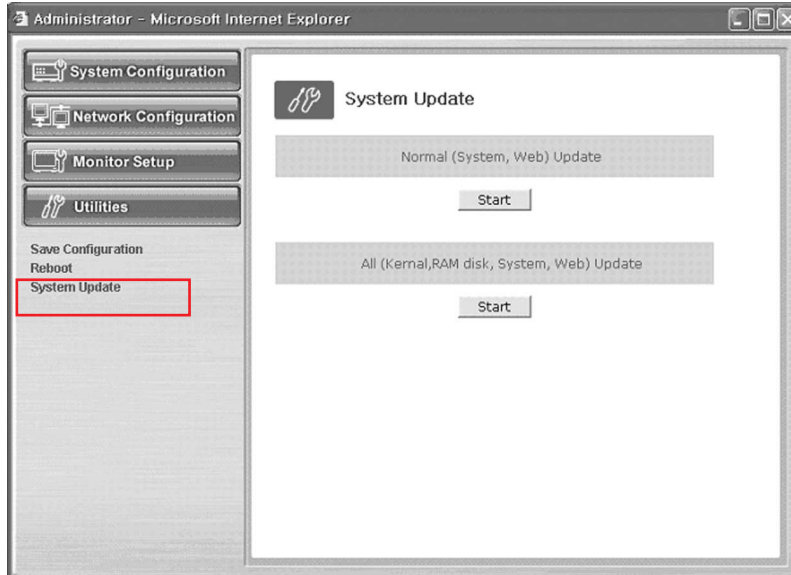 Administrator - Microsoft Internet Explorer
System Configuration
Network Configuration
Monitor Setup
Utilities
Save Configuration
Reboot
System Update
System Update
Normal (System, Web) Update
Start
All (Kernal,RAM disk, System, Web) Update
Start